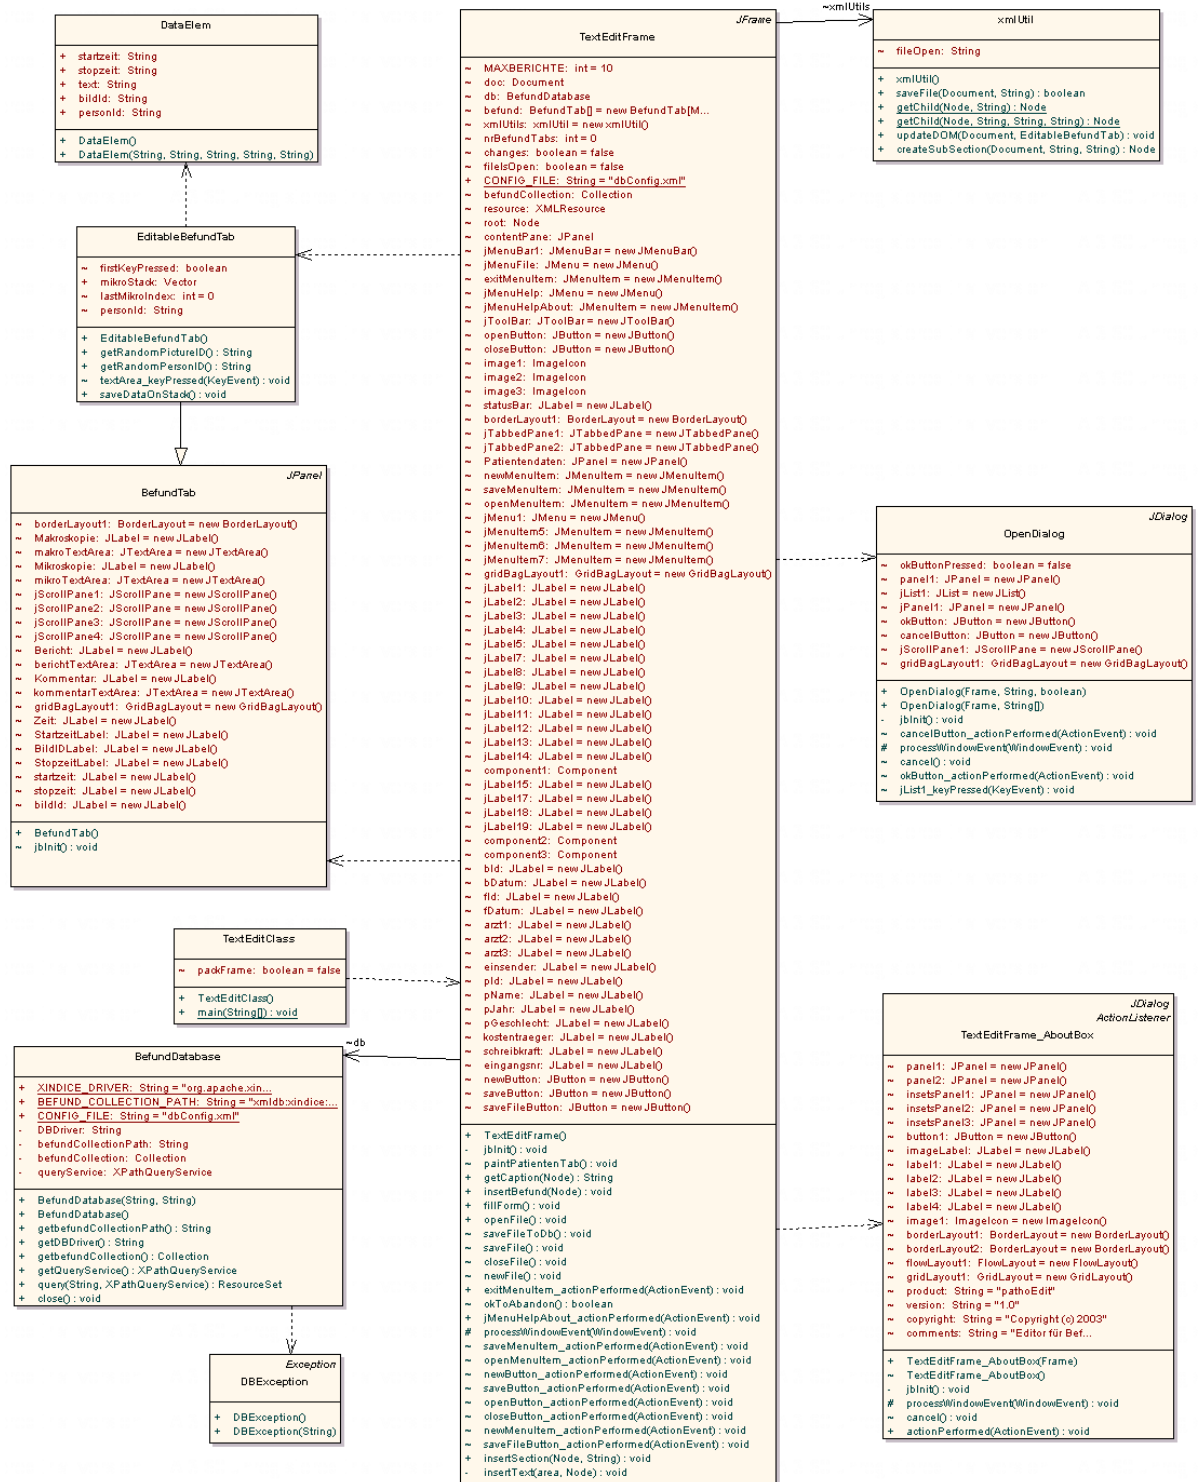 DataElem
+ startzeit: String
+ stopzeit: String
+ text: String
+ bildId: String
+ personId: String
+ DataElem()
+ DataElem(String, String, String, String, String)
EditableBefundTab
~ firstKeyPressed: boolean
+ mikroStack: Vector
~ lastMikroIndex: int = 0
~ personId: String
+ EditableBefundTab()
+ getRandomPictureID() : String
+ getRandomPersonID() : String
~ textArea_keyPressed(KeyEvent) : void
+ saveDataOnStack() : void
JPanel
BefundTab
~ borderLayout1: BorderLayout = new BorderLayout()
~ Makroskopie: JLabel = new JLabel()
~ makroTextArea: JTextArea = new JTextArea()
~ Mikroskopie: JLabel = new JLabel()
~ mikroTextArea: JTextArea = new JTextArea()
~ jScrollPane1: JScrollPane = new JScrollPane()
~ jScrollPane2: JScrollPane = new JScrollPane()
~ jScrollPane3: JScrollPane = new JScrollPane()
~ jScrollPane4: JScrollPane = new JScrollPane()
~ Bericht: JLabel = new JLabel()
~ berichtTextArea: JTextArea = new JTextArea()
~ Kommentar: JLabel = new JLabel()
~ kommentarTextArea: JTextArea = new JTextArea()
~ gridBagLayout1: GridBagLayout = new GridBagLayout()
~ Zeit: JLabel = new JLabel()
~ StartzeitLabel: JLabel = new JLabel()
~ BildIDLabel: JLabel = new JLabel()
~ StopzeitLabel: JLabel = new JLabel()
~ startzeit: JLabel = new JLabel()
~ stopzeit: JLabel = new JLabel()
~ bildId: JLabel = new JLabel()
+ BefundTab()
~ jbInit() : void
TextEditClass
~ packFrame: boolean = false
+ TextEditClass()
+ main(String[]) : void
~db
BefundDatabase
+ XINDICE_DRIVER: String = "org.apache.xin...
+ BEFUND_COLLECTION_PATH: String = "xmldb:xindice:...
+ CONFIG_FILE: String = "dbConfig.xml"
- DBDriver: String
- befundCollectionPath: String
- befundCollection: Collection
- queryService: XPathQueryService
+ BefundDatabase(String, String)
+ BefundDatabase()
+ getbefundCollectionPath() : String
+ getDBDriver() : String
+ getbefundCollection() : Collection
+ getQueryService() : XPathQueryService
+ query(String, XPathQueryService) : ResourceSet
+ close() : void
Exception
DBException
+ DBException()
+ DBException(String)
JFrame
TextEditFrame
~ MAXBERICHTE: int = 10
~ doc: Document
~ db: BefundDatabase
~ befund: BefundTab[] = new BefundTab[M...
~ xmlUtils: xmlUtil = new xmlUtil()
~ nrBefundTabs: int = 0
~ changes: boolean = false
~ fileIsOpen: boolean = false
+ CONFIG_FILE: String = "dbConfig.xml"
~ befundCollection: Collection
~ resource: XMLResource
~ root: Node
~ contentPane: JPanel
~ jMenuBar1: JMenuBar = new JMenuBar()
~ jMenuFile: JMenu = new JMenu()
~ exitMenuItem: JMenuItem = new JMenuItem()
~ jMenuHelp: JMenu = new JMenu()
~ jMenuHelpAbout: JMenuItem = new JMenuItem()
~ jToolBar: JToolBar = new JToolBar()
~ openButton: JButton = new JButton()
~ closeButton: JButton = new JButton()
~ image1: ImageIcon
~ image2: ImageIcon
~ image3: ImageIcon
~ statusBar: JLabel = new JLabel()
~ borderLayout1: BorderLayout = new BorderLayout()
~ jTabbedPane1: JTabbedPane = new JTabbedPane()
~ jTabbedPane2: JTabbedPane = new JTabbedPane()
~ Patientendaten: JPanel = new JPanel()
~ newMenuItem: JMenuItem = new JMenuItem()
~ saveMenuItem: JMenuItem = new JMenuItem()
~ openMenuItem: JMenuItem = new JMenuItem()
~ jMenu1: JMenu = new JMenu()
~ jMenuItem5: JMenuItem = new JMenuItem()
~ jMenuItem6: JMenuItem = new JMenuItem()
~ jMenuItem7: JMenuItem = new JMenuItem()
~ gridBagLayout1: GridBagLayout = new GridBagLayout()
~ jLabel1: JLabel = new JLabel()
~ jLabel2: JLabel = new JLabel()
~ jLabel3: JLabel = new JLabel()
~ jLabel4: JLabel = new JLabel()
~ jLabel5: JLabel = new JLabel()
~ jLabel7: JLabel = new JLabel()
~ jLabel8: JLabel = new JLabel()
~ jLabel9: JLabel = new JLabel()
~ jLabel10: JLabel = new JLabel()
~ jLabel11: JLabel = new JLabel()
~ jLabel12: JLabel = new JLabel()
~ jLabel13: JLabel = new JLabel()
~ jLabel14: JLabel = new JLabel()
~ component1: Component
~ jLabel15: JLabel = new JLabel()
~ jLabel17: JLabel = new JLabel()
~ jLabel18: JLabel = new JLabel()
~ jLabel19: JLabel = new JLabel()
~ component2: Component
~ component3: Component
~ bId: JLabel = new JLabel()
~ bDatum: JLabel = new JLabel()
~ fId: JLabel = new JLabel()
~ fDatum: JLabel = new JLabel()
~ arzt1: JLabel = new JLabel()
~ arzt2: JLabel = new JLabel()
~ arzt3: JLabel = new JLabel()
~ einsender: JLabel = new JLabel()
~ pId: JLabel = new JLabel()
~ pName: JLabel = new JLabel()
~ pJahr: JLabel = new JLabel()
~ pGeschlecht: JLabel = new JLabel()
~ kostentraeger: JLabel = new JLabel()
~ schreibkraft: JLabel = new JLabel()
~ eingangsnr: JLabel = new JLabel()
~ newButton: JButton = new JButton()
~ saveButton: JButton = new JButton()
~ saveFileButton: JButton = new JButton()
+ TextEditFrame()
- jbInit() : void
~ paintPatientenTab() : void
+ getCaption(Node) : String
+ insertBefund(Node) : void
+ fillForm() : void
+ openFile() : void
~ saveFileToDb() : void
~ saveFile() : void
~ closeFile() : void
~ newFile() : void
+ exitMenuItem_actionPerformed(ActionEvent) : void
~ okToAbandon() : boolean
+ jMenuHelpAbout_actionPerformed(ActionEvent) : void
# processWindowEvent(WindowEvent) : void
~ saveMenuItem_actionPerformed(ActionEvent) : void
~ openMenuItem_actionPerformed(ActionEvent) : void
~ newButton_actionPerformed(ActionEvent) : void
~ saveButton_actionPerformed(ActionEvent) : void
~ openButton_actionPerformed(ActionEvent) : void
~ closeButton_actionPerformed(ActionEvent) : void
~ newMenuItem_actionPerformed(ActionEvent) : void
~ saveFileButton_actionPerformed(ActionEvent) : void
+ insertSection(Node, String) : void
- insertText(area, Node) : void
~xmlUtils
xmlUtil
~ fileOpen: String
+ xmlUtil()
+ saveFile(Document, String) : boolean
+ getChild(Node, String) : Node
+ getChild(Node, String, String, String) : Node
+ updateDOM(Document, EditableBefundTab) : void
+ createSubSection(Document, String, String) : Node
JDialog
OpenDialog
~ okButtonPressed: boolean = false
~ panel1: JPanel = new JPanel()
~ jList1: JList = new JList()
~ jPanel1: JPanel = new JPanel()
~ okButton: JButton = new JButton()
~ cancelButton: JButton = new JButton()
~ jScrollPane1: JScrollPane = new JScrollPane()
~ gridBagLayout1: GridBagLayout = new GridBagLayout()
+ OpenDialog(Frame, String, boolean)
+ OpenDialog(Frame, String[])
- jbInit() : void
~ cancelButton_actionPerformed(ActionEvent) : void
# processWindowEvent(WindowEvent) : void
~ cancel() : void
~ okButton_actionPerformed(ActionEvent) : void
~ jList1_keyPressed(KeyEvent) : void
JDialog
ActionListener
TextEditFrame_AboutBox
~ panel1: JPanel = new JPanel()
~ panel2: JPanel = new JPanel()
~ insetsPanel1: JPanel = new JPanel()
~ insetsPanel2: JPanel = new JPanel()
~ insetsPanel3: JPanel = new JPanel()
~ button1: JButton = new JButton()
~ imageLabel: JLabel = new JLabel()
~ label1: JLabel = new JLabel()
~ label2: JLabel = new JLabel()
~ label3: JLabel = new JLabel()
~ label4: JLabel = new JLabel()
~ image1: ImageIcon = new ImageIcon()
~ borderLayout1: BorderLayout = new BorderLayout()
~ borderLayout2: BorderLayout = new BorderLayout()
~ flowLayout1: FlowLayout = new FlowLayout()
~ gridLayout1: GridLayout = new GridLayout()
~ product: String = "pathoEdit"
~ version: String = "1.0"
~ copyright: String = "Copyright (c) 2003"
~ comments: String = "Editor für Bef...
+ TextEditFrame_AboutBox(Frame)
~ TextEditFrame_AboutBox()
- jbInit() : void
# processWindowEvent(WindowEvent) : void
~ cancel() : void
+ actionPerformed(ActionEvent) : void